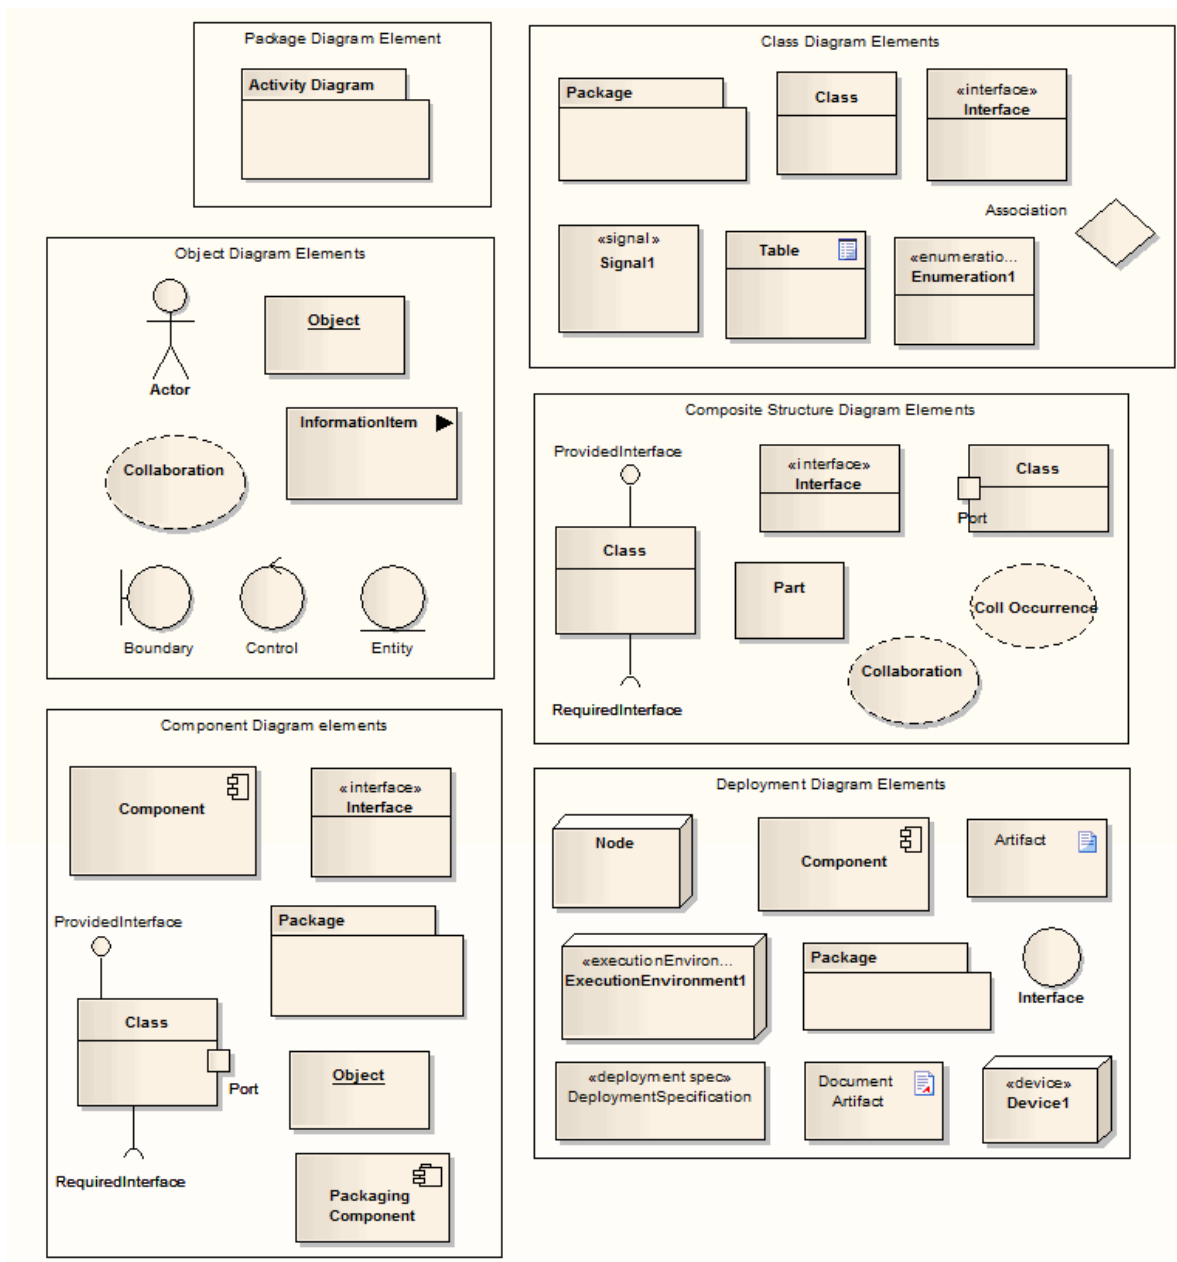 Package Diagram Element
Activity Diagram
Class Diagram Elements
Package
Class
«interface»
Interface
Association
«signal»
Signal1
Table
«enumeratio...
Enumeration1
Object Diagram Elements
Actor
Object
InformationItem
Collaboration
Boundary
Control
Entity
Composite Structure Diagram Elements
ProvidedInterface
Class
RequiredInterface
«interface»
Interface
Class
Port
Part
Coll Occurrence
Collaboration
Component Diagram elements
Component
«interface»
Interface
ProvidedInterface
Class
Port
RequiredInterface
Package
Object
Packaging
Component
Deployment Diagram Elements
Node
Component
Artifact
«executionEnviron...
ExecutionEnvironment1
Package
Interface
«deployment spec»
DeploymentSpecification
Document
Artifact
«device»
Device1